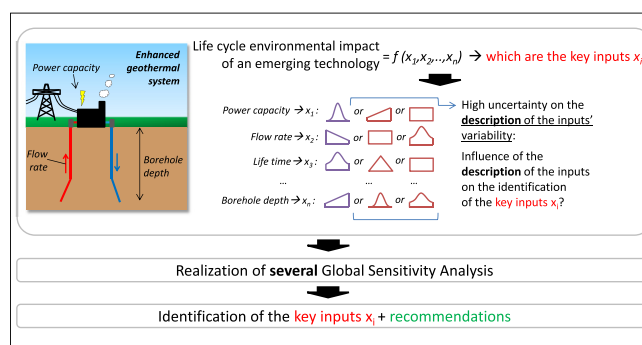 Enhanced
geothermal
system
Power capacity
Flow
rate
Borehole
depth
Life cycle environmental impact
of an emerging technology = f (x1,x2,..,xn) → which are the key inputs xi
Power capacity → x1: or or
Flow rate → x2: or or
Life time → x3: or or
... ... ...
Borehole depth → xn: or or
High uncertainty on the
description of the inputs'
variability:
Influence of the
description of the inputs
on the identification
of the key inputs xi?
Realization of several Global Sensitivity Analysis
Identification of the key inputs xi + recommendations